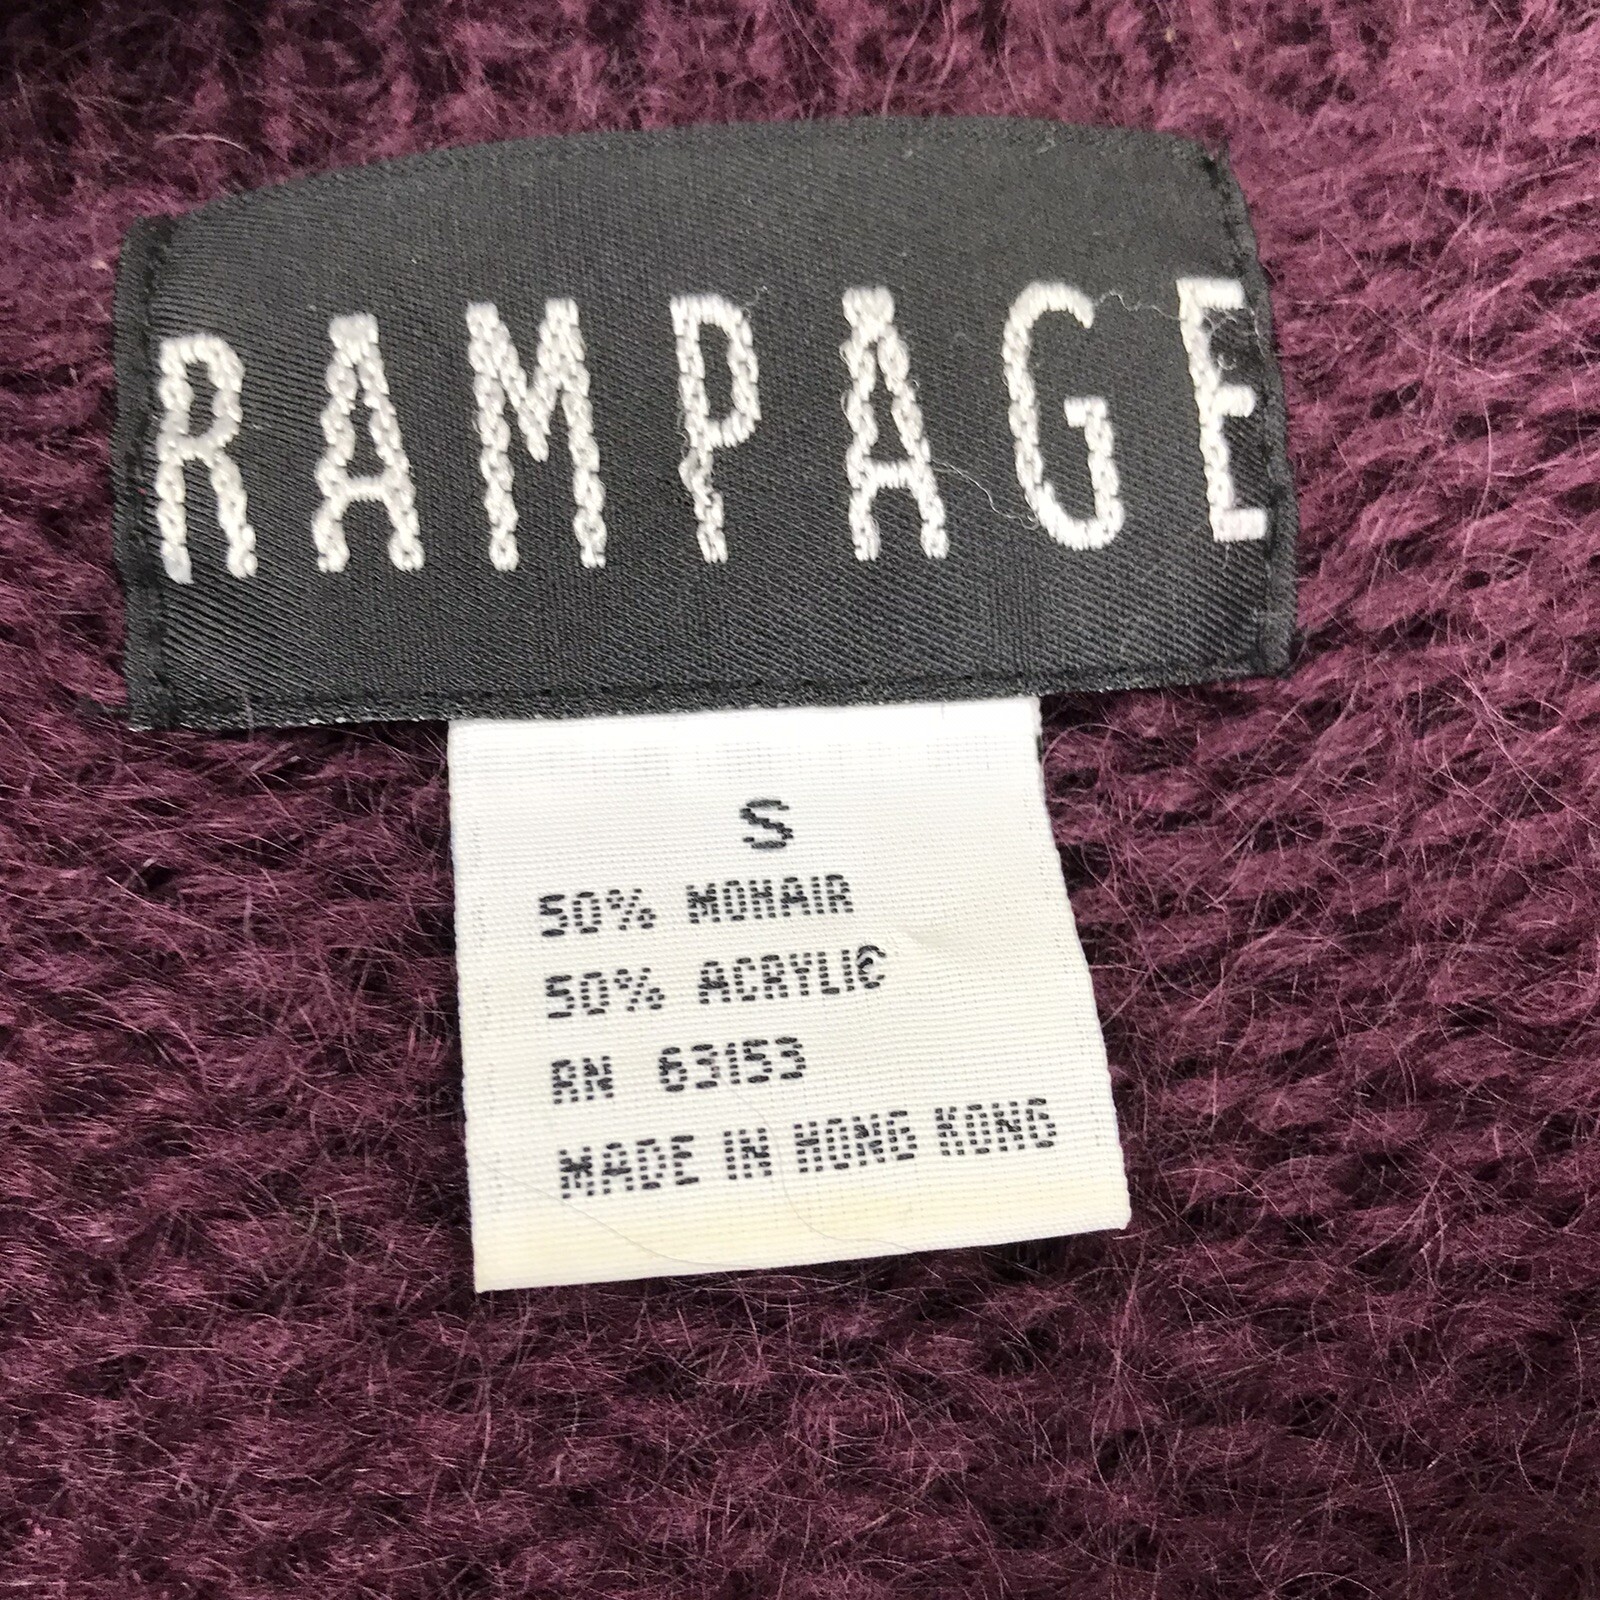 RAMPAGE
S
50% MOHAIR
50% ACRYLIC
RN 63153
MADE IN HONG KONG